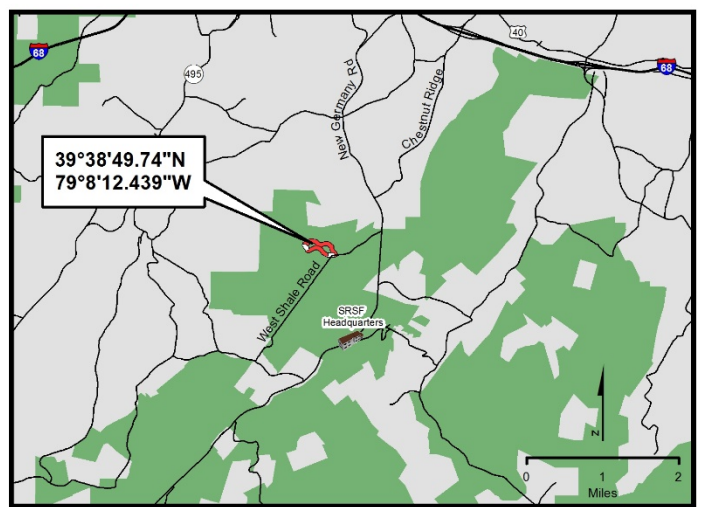 68
40
68
495
New Germany Rd
Chestnut Ridge
39°38'49.74"N
79°8'12.439"W
West Shale Road
SRSF
Headquarters
N
0 1 2
Miles